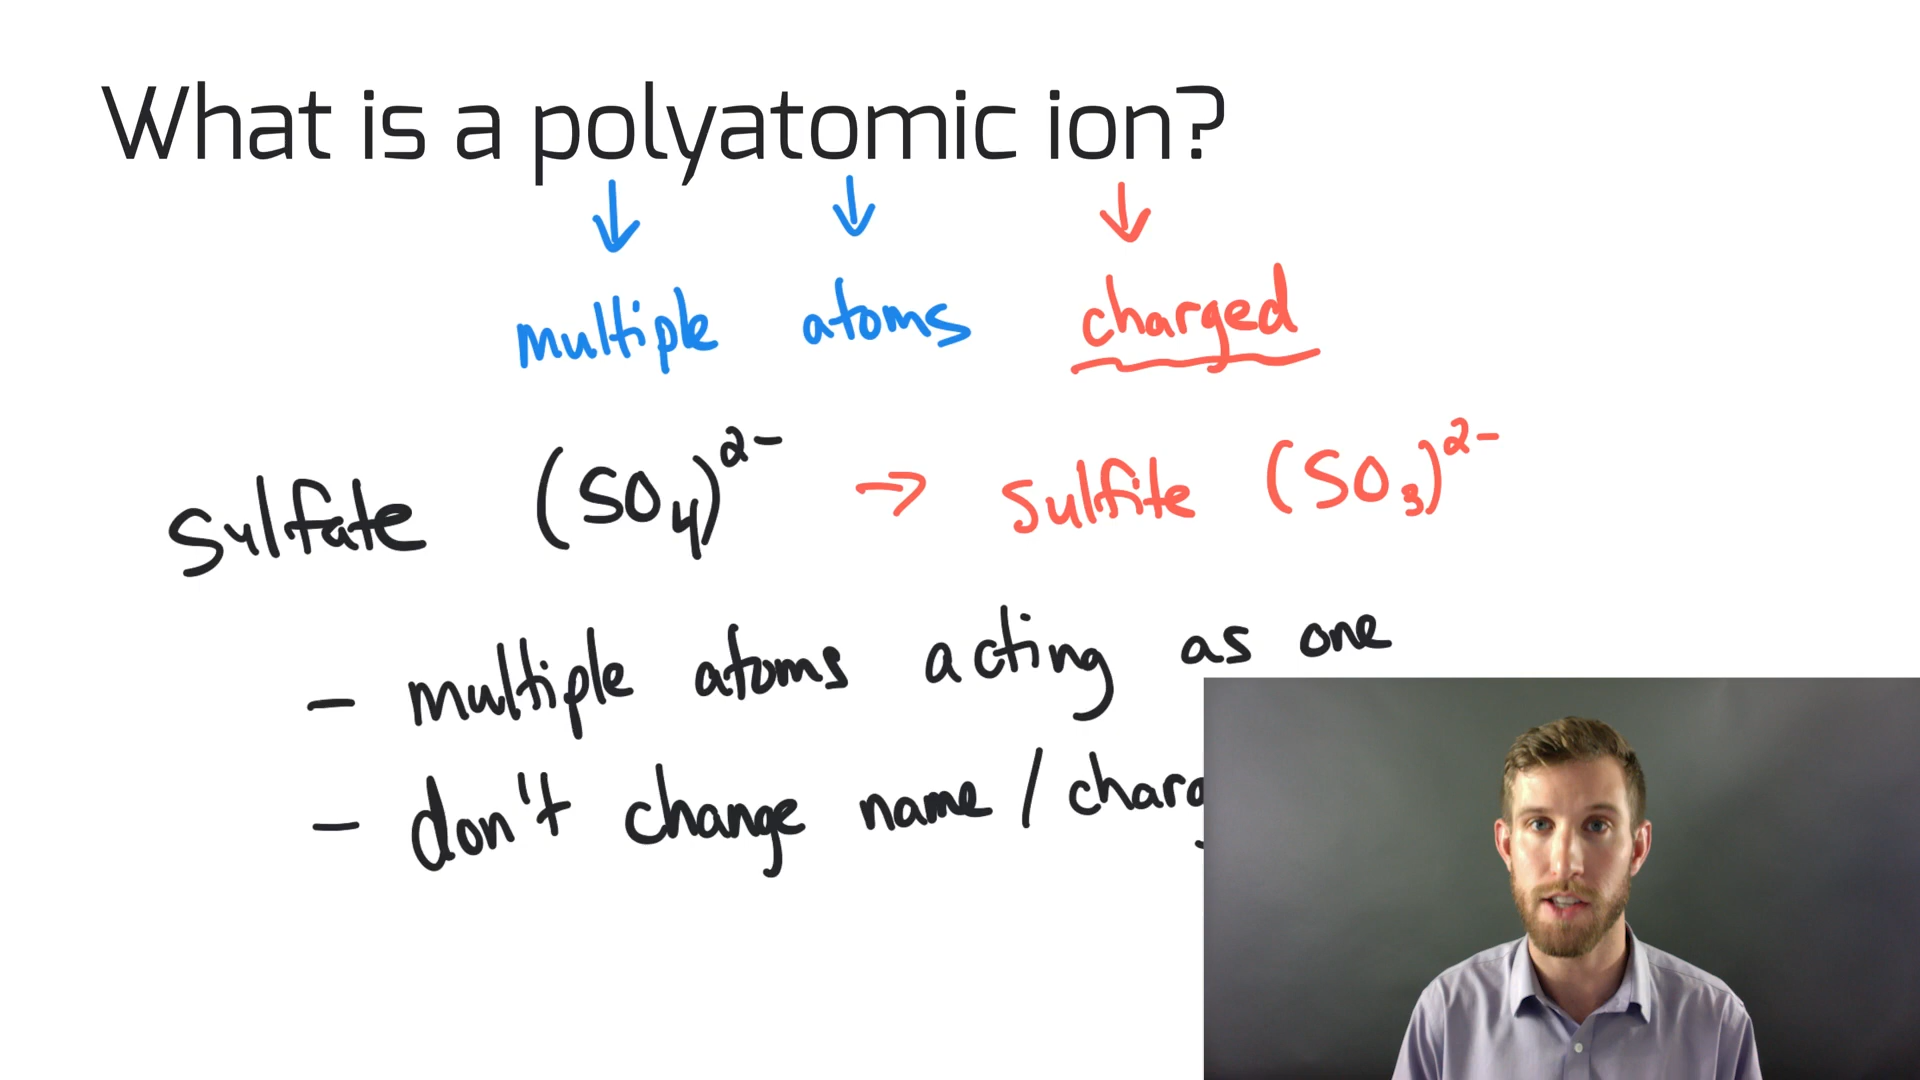 What is a polyatomic ion?
multiple atoms charged
Sulfate (SO₄)²⁻ → Sulfite (SO₃)²⁻
- multiple atoms acting as one
- don't change name / charg